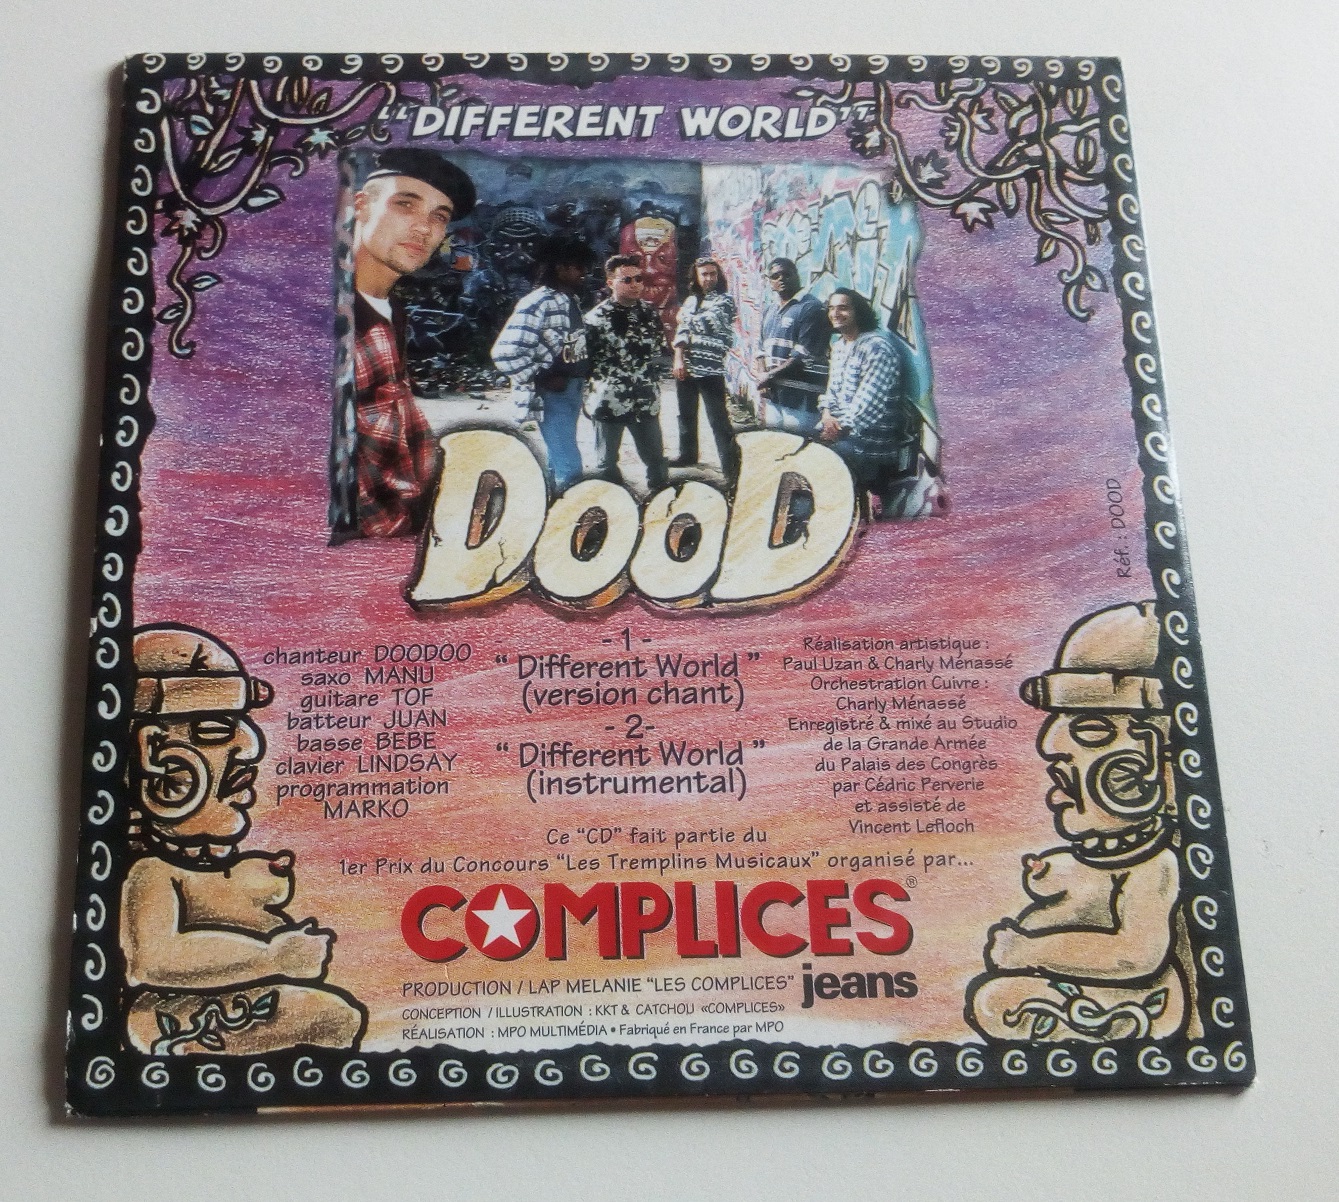 “DIFFERENT WORLD”
DOOD
Réf. : DOOD
chanteur DOODOO
saxo MANU
guitare TOF
batteur JUAN
basse BEBE
clavier LINDSAY
programmation
MARKO
- 1 -
“ Different World ”
(version chant)
- 2-
“ Different World ”
(instrumental)
Réalisation artistique :
Paul Uzan & Charly Ménassé
Orchestration Cuivre :
Charly Ménassé
Enregistré & mixé au Studio
de la Grande Armée
du Palais des Congrès
par Cédric Perverie
et assisté de
Vincent Lefloch
Ce “CD” fait partie du
1er Prix du Concours “Les Tremplins Musicaux” organisé par...
COMPLICES®
jeans
PRODUCTION / LAP MELANIE “LES COMPLICES”
CONCEPTION / ILLUSTRATION : KKT & CATCHOU «COMPLICES»
RÉALISATION : MPO MULTIMÉDIA • Fabriqué en France par MPO